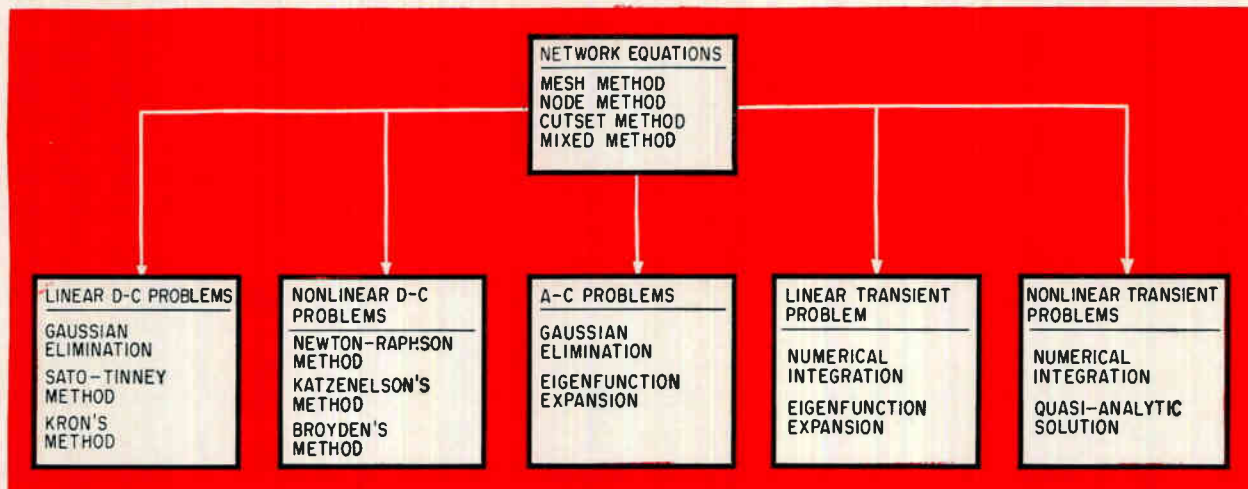 NETWORK EQUATIONS
MESH METHOD
NODE METHOD
CUTSET METHOD
MIXED METHOD
LINEAR D-C PROBLEMS
GAUSSIAN
ELIMINATION
SATO-TINNEY
METHOD
KRON'S
METHOD
NONLINEAR D-C
PROBLEMS
NEWTON-RAPHSON
METHOD
KATZENELSON'S
METHOD
BROYDEN'S
METHOD
A-C PROBLEMS
GAUSSIAN
ELIMINATION
EIGENFUNCTION
EXPANSION
LINEAR TRANSIENT
PROBLEM
NUMERICAL
INTEGRATION
EIGENFUNCTION
EXPANSION
NONLINEAR TRANSIENT
PROBLEMS
NUMERICAL
INTEGRATION
QUASI-ANALYTIC
SOLUTION